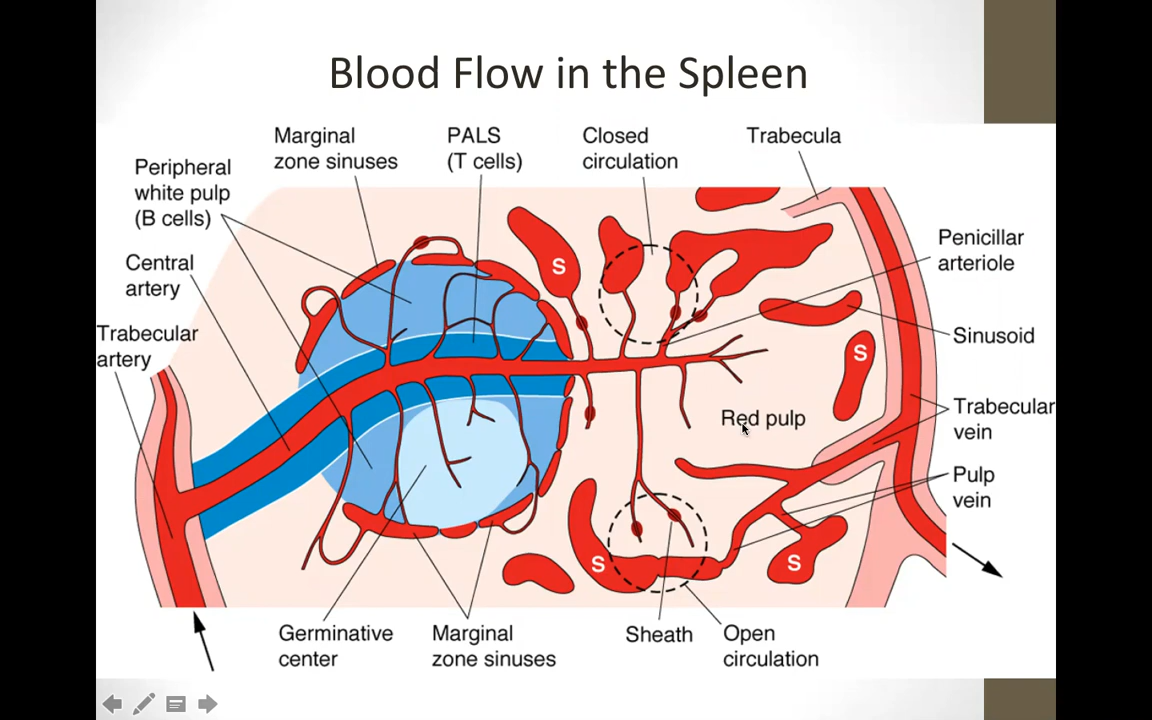 Blood Flow in the Spleen
Marginal
zone sinuses
PALS
(T cells)
Closed
circulation
Trabecula
Peripheral
white pulp
(B cells)
Central
artery
Trabecular
artery
Penicillar
arteriole
Sinusoid
Trabecular
vein
Pulp
vein
Red pulp
S
S
S
S
Germinative
center
Marginal
zone sinuses
Sheath
Open
circulation